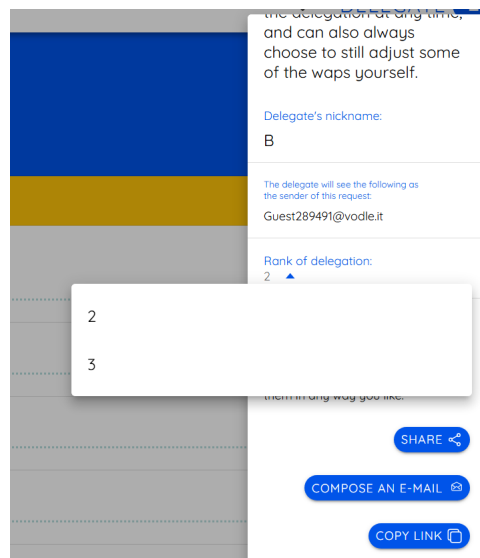 DELEGATE
the delegation at any time,
and can also always
choose to still adjust some
of the waps yourself.
Delegate's nickname:
B
The delegate will see the following as
the sender of this request:
Guest289491@vodle.it
Rank of delegation:
2
2
3
them in any way you like.
SHARE
COMPOSE AN E-MAIL
COPY LINK